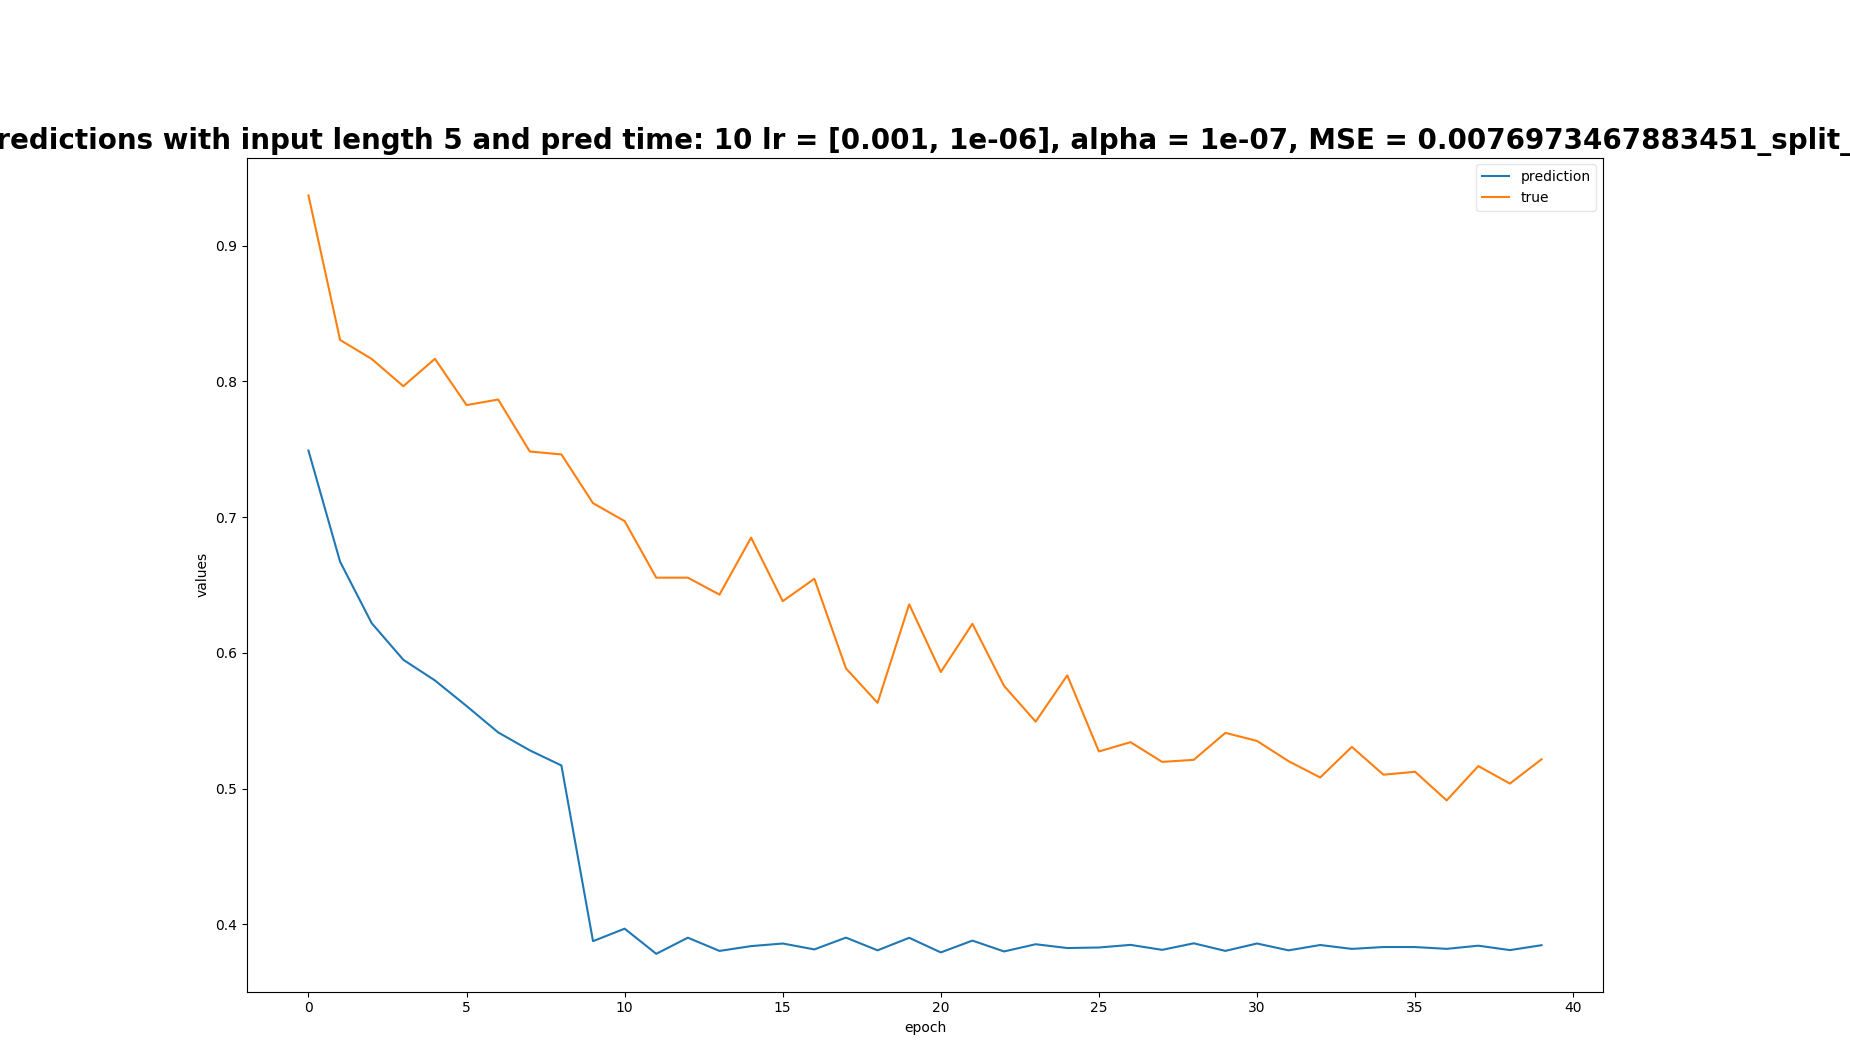 redictions with input length 5 and pred time: 10 lr = [0.001, 1e-06], alpha = 1e-07, MSE = 0.0076973467883451_split_
prediction
true
0.9
0.8
0.7
0.6
0.5
0.4
values
0 5 10 15 20 25 30 35 40
epoch